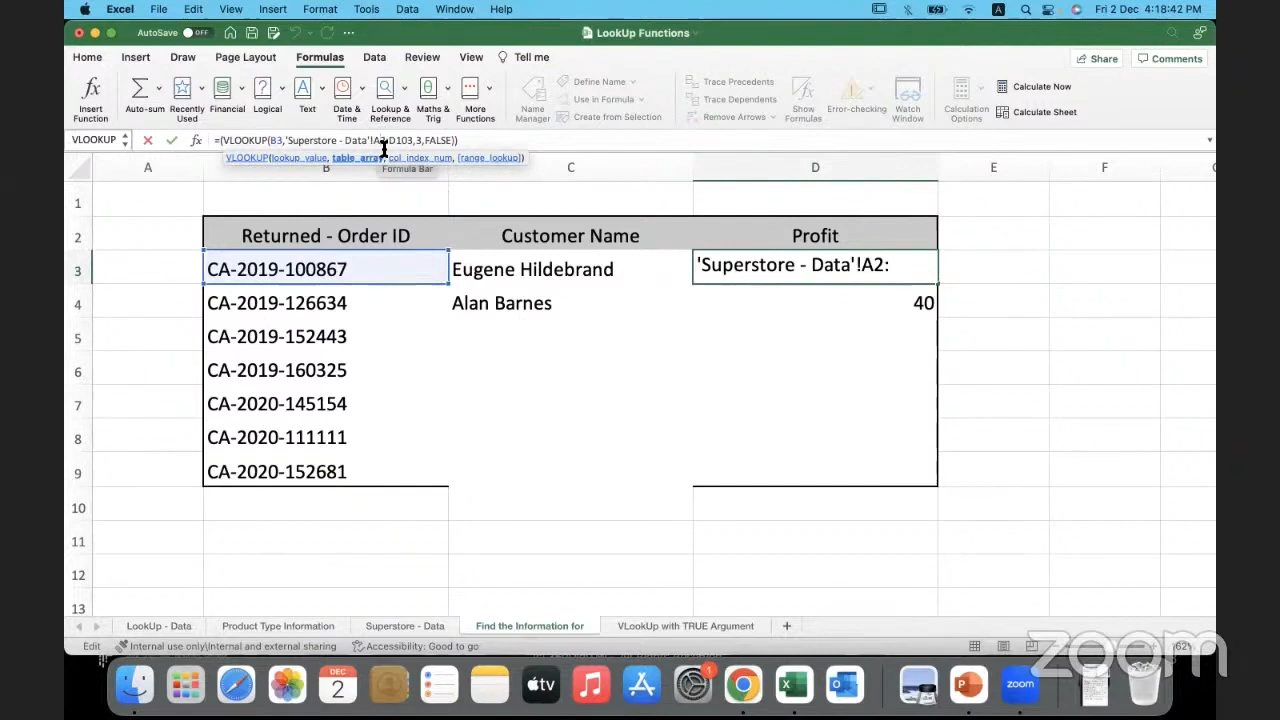 Excel File Edit View Insert Format Tools Data Window Help A Fri 2 Dec 4:18:42 PM
AutoSave OFF LookUp Functions
Home Insert Draw Page Layout Formulas Data Review View Tell me Share Comments
fx Σ ? A θ
Insert Function Auto-sum Recently Used Financial Logical Text Date & Time Lookup & Reference Maths & Trig More Functions Name Manager Define Name Use in Formula Create from Selection Trace Precedents Trace Dependents Remove Arrows Show Formulas Error-checking Watch Window Calculation Options Calculate Now Calculate Sheet
VLOOKUP fx =(VLOOKUP(B3,'Superstore - Data'!A2:D103,3,FALSE))
VLOOKUP(lookup_value, table_array, col_index_num, [range_lookup])
Formula Bar
A B C D E F
1
2 Returned - Order ID Customer Name Profit
3 CA-2019-100867 Eugene Hildebrand 'Superstore - Data'!A2:
4 CA-2019-126634 Alan Barnes 40
5 CA-2019-152443
6 CA-2019-160325
7 CA-2020-145154
8 CA-2020-111111
9 CA-2020-152681
10
11
12
13
LookUp - Data Product Type Information Superstore - Data Find the Information for VLookUp with TRUE Argument +
Edit Internal use only\Internal and external sharing Accessibility: Good to go
zoom
DEC 2 tv 1 zoom